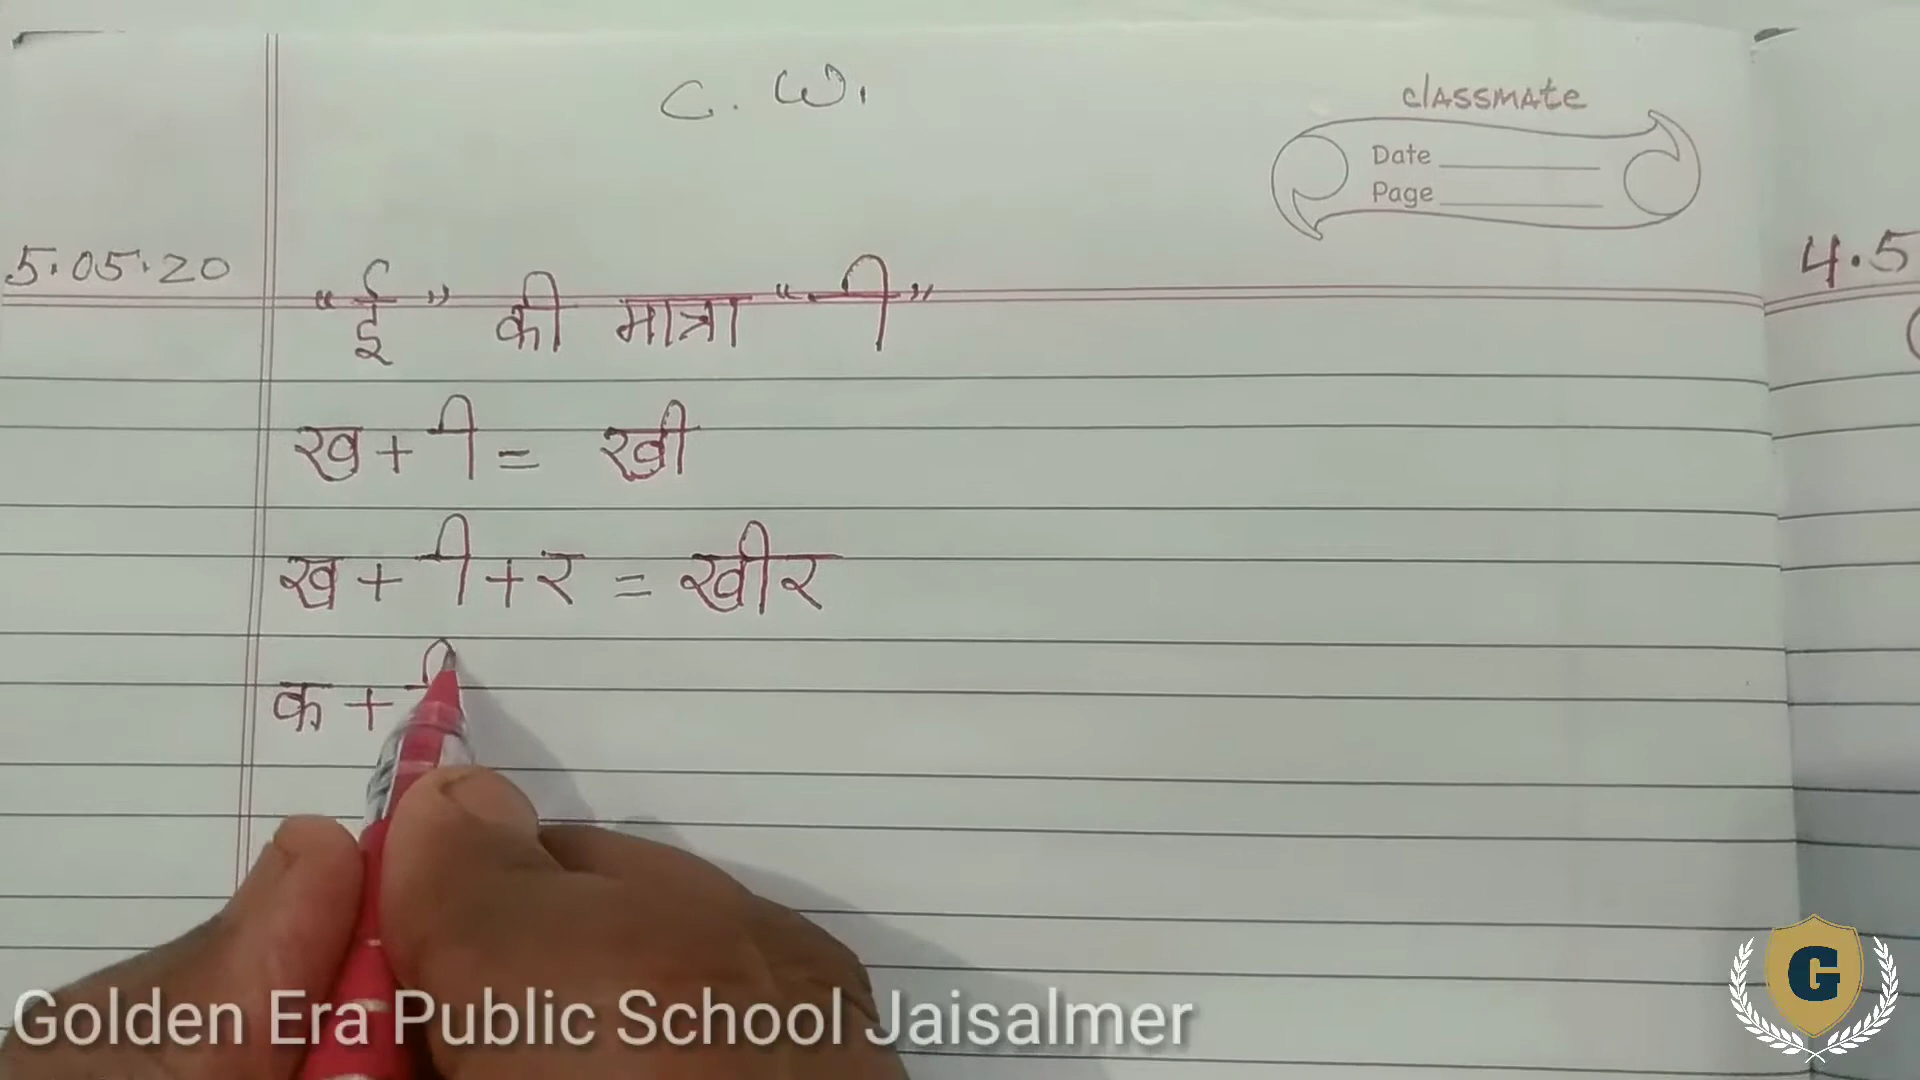 C. W.
classmate
Date
Page
5.05.20
4.5
"ई" की मात्रा "ी"
ख + ी = खी
ख + ी + र = खीर
क + ी
Golden Era Public School Jaisalmer
G